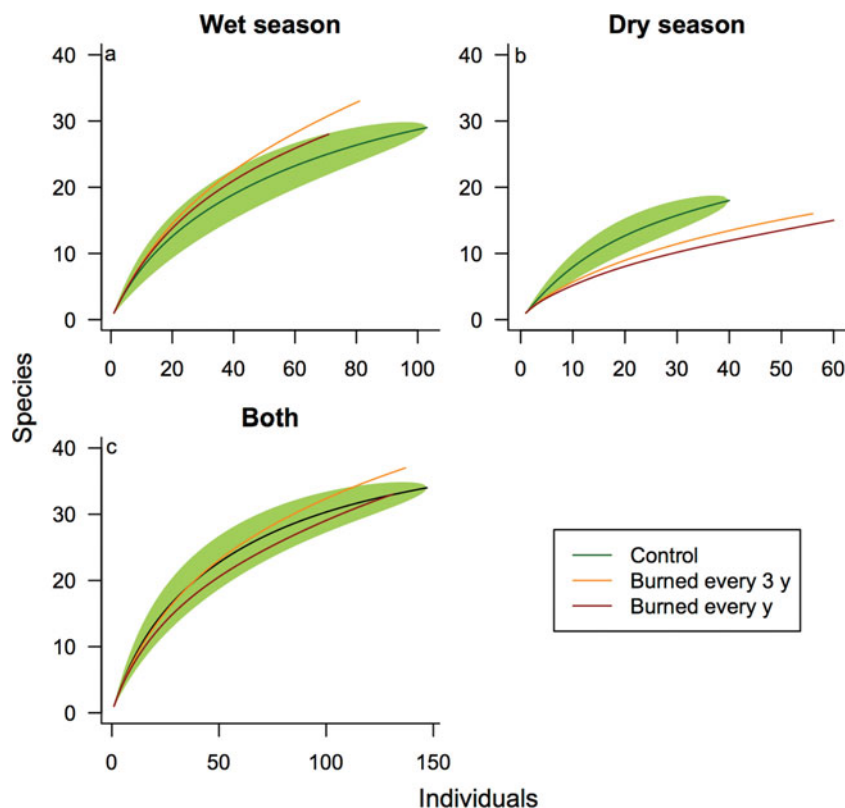 Wet season
Dry season
a
40
30
20
10
0
0 20 40 60 80 100
b
40
30
20
10
0
0 10 20 30 40 50 60
Species
Both
c
40
30
20
10
0
0 50 100 150
Control
Burned every 3 y
Burned every y
Individuals